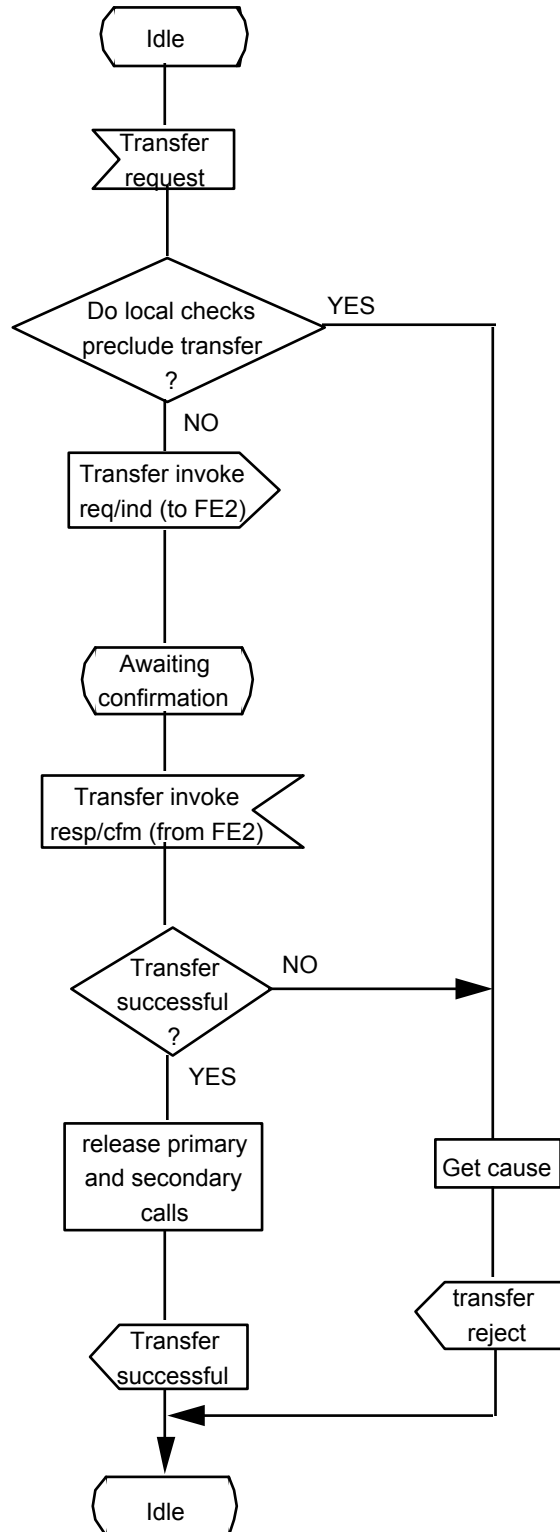 Idle
Transfer
request
YES
Do local checks
preclude transfer
?
NO
Transfer invoke
req/ind (to FE2)
Awaiting
confirmation
Transfer invoke
resp/cfm (from FE2)
NO
Transfer
successful
?
YES
release primary
and secondary
calls
Get cause
transfer
reject
Transfer
successful
Idle